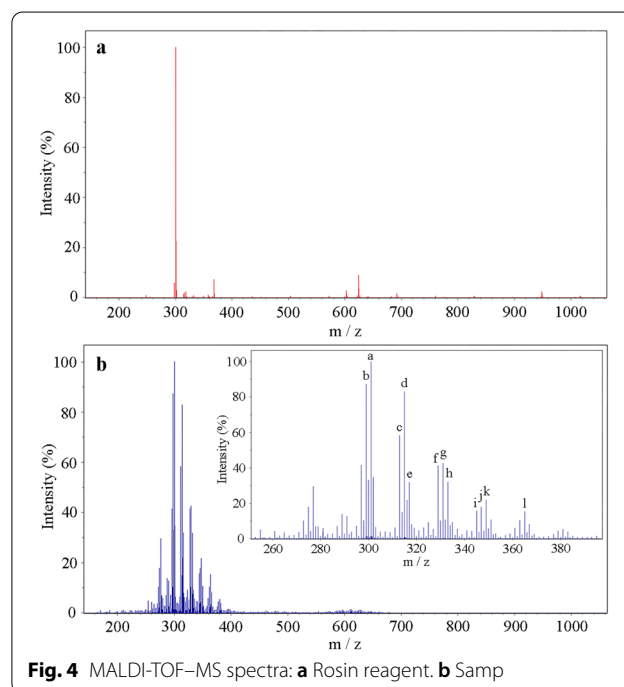 a
100
80
60
40
20
0
Intensity (%)
200 300 400 500 600 700 800 900 1000
m / z
b
100
80
60
40
20
0
Intensity (%)
200 300 400 500 600 700 800 900 1000
m / z
100
80
60
40
20
0
Intensity (%)
a
b
c
d
e
f
g
h
i
j
k
l
260 280 300 320 340 360 380
m / z
Fig. 4 MALDI-TOF–MS spectra: a Rosin reagent. b Samp